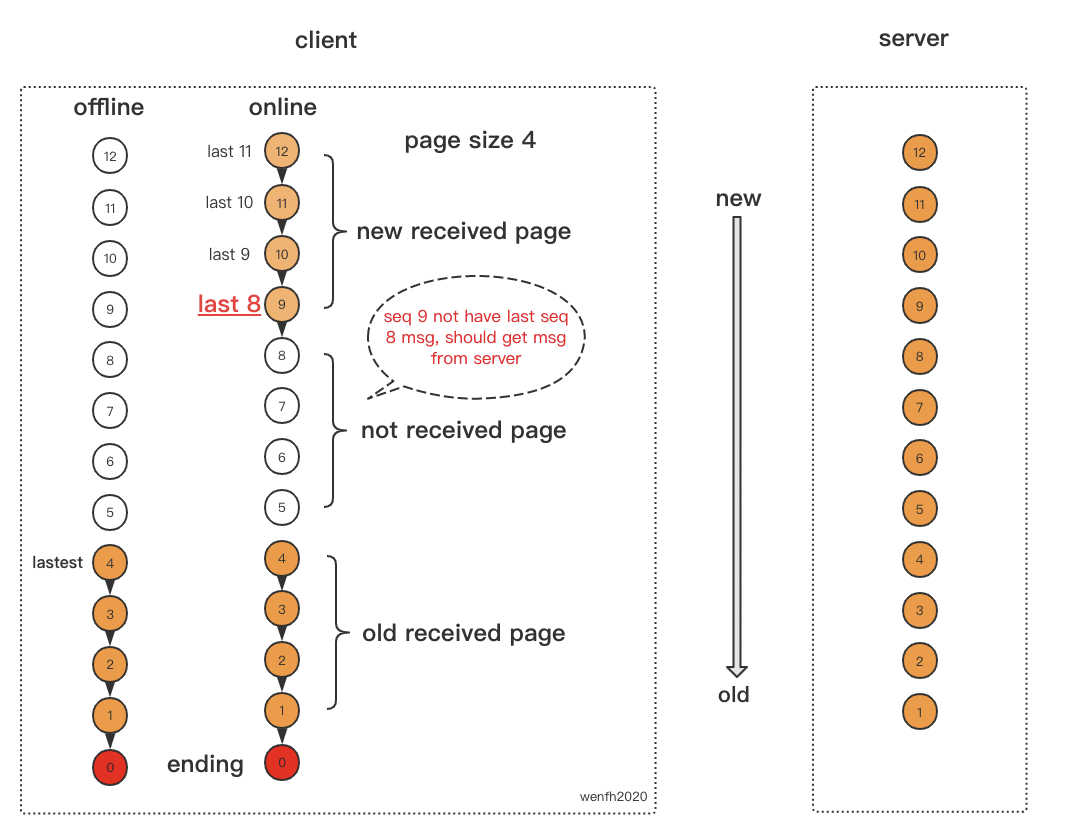 client
server
offline
online
page size 4
12
last 11
12
12
11
last 10
11
11
new
new received page
10
last 9
10
10
9
last 8
9
9
seq 9 not have last seq
8 msg, should get msg
from server
8
8
8
7
7
7
not received page
6
6
6
5
5
5
lastest
4
4
4
3
3
3
old received page
2
2
2
old
1
1
1
0
ending
0
wenfh2020